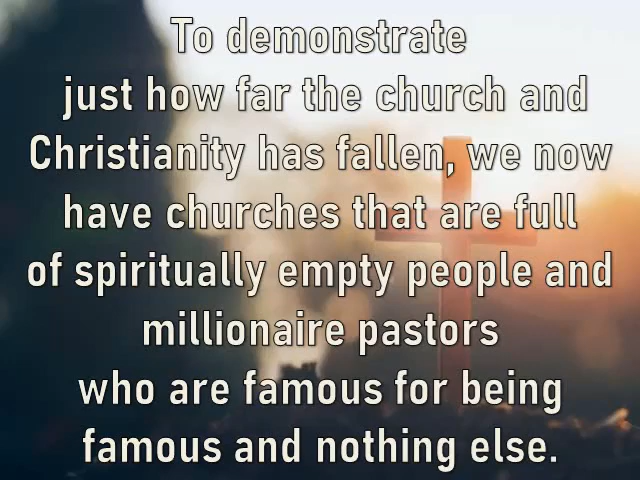 To demonstrate
just how far the church and
Christianity has fallen, we now
have churches that are full
of spiritually empty people and
millionaire pastors
who are famous for being
famous and nothing else.